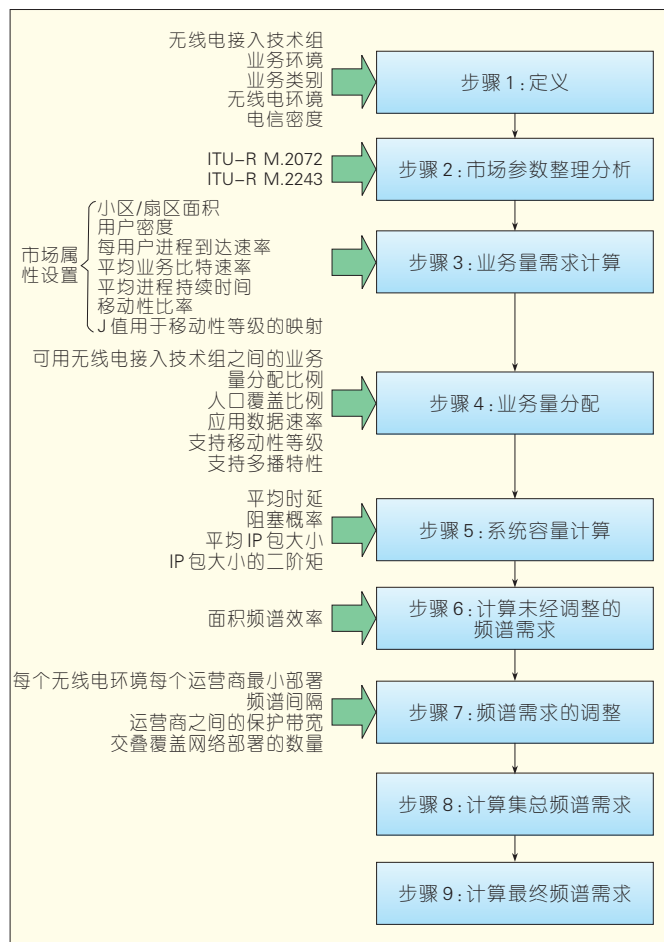 无线电接入技术组
业务环境
业务类别
无线电环境
电信密度
步骤1:定义
ITU-R M.2072
ITU-R M.2243
步骤2:市场参数整理分析
市场属
性设置
小区/扇区面积
用户密度
每用户进程到达速率
平均业务比特速率
平均进程持续时间
移动性比率
J值用于移动性等级的映射
步骤3:业务量需求计算
可用无线电接入技术组之间的业务
量分配比例
人口覆盖比例
应用数据速率
支持移动性等级
支持多播特性
步骤4:业务量分配
平均时延
阻塞概率
平均IP包大小
IP包大小的二阶矩
步骤5:系统容量计算
面积频谱效率
步骤6:计算未经调整的
频谱需求
每个无线电环境每个运营商最小部署
频谱间隔
运营商之间的保护带宽
交叠覆盖网络部署的数量
步骤7:频谱需求的调整
步骤8:计算集总频谱需求
步骤9:计算最终频谱需求